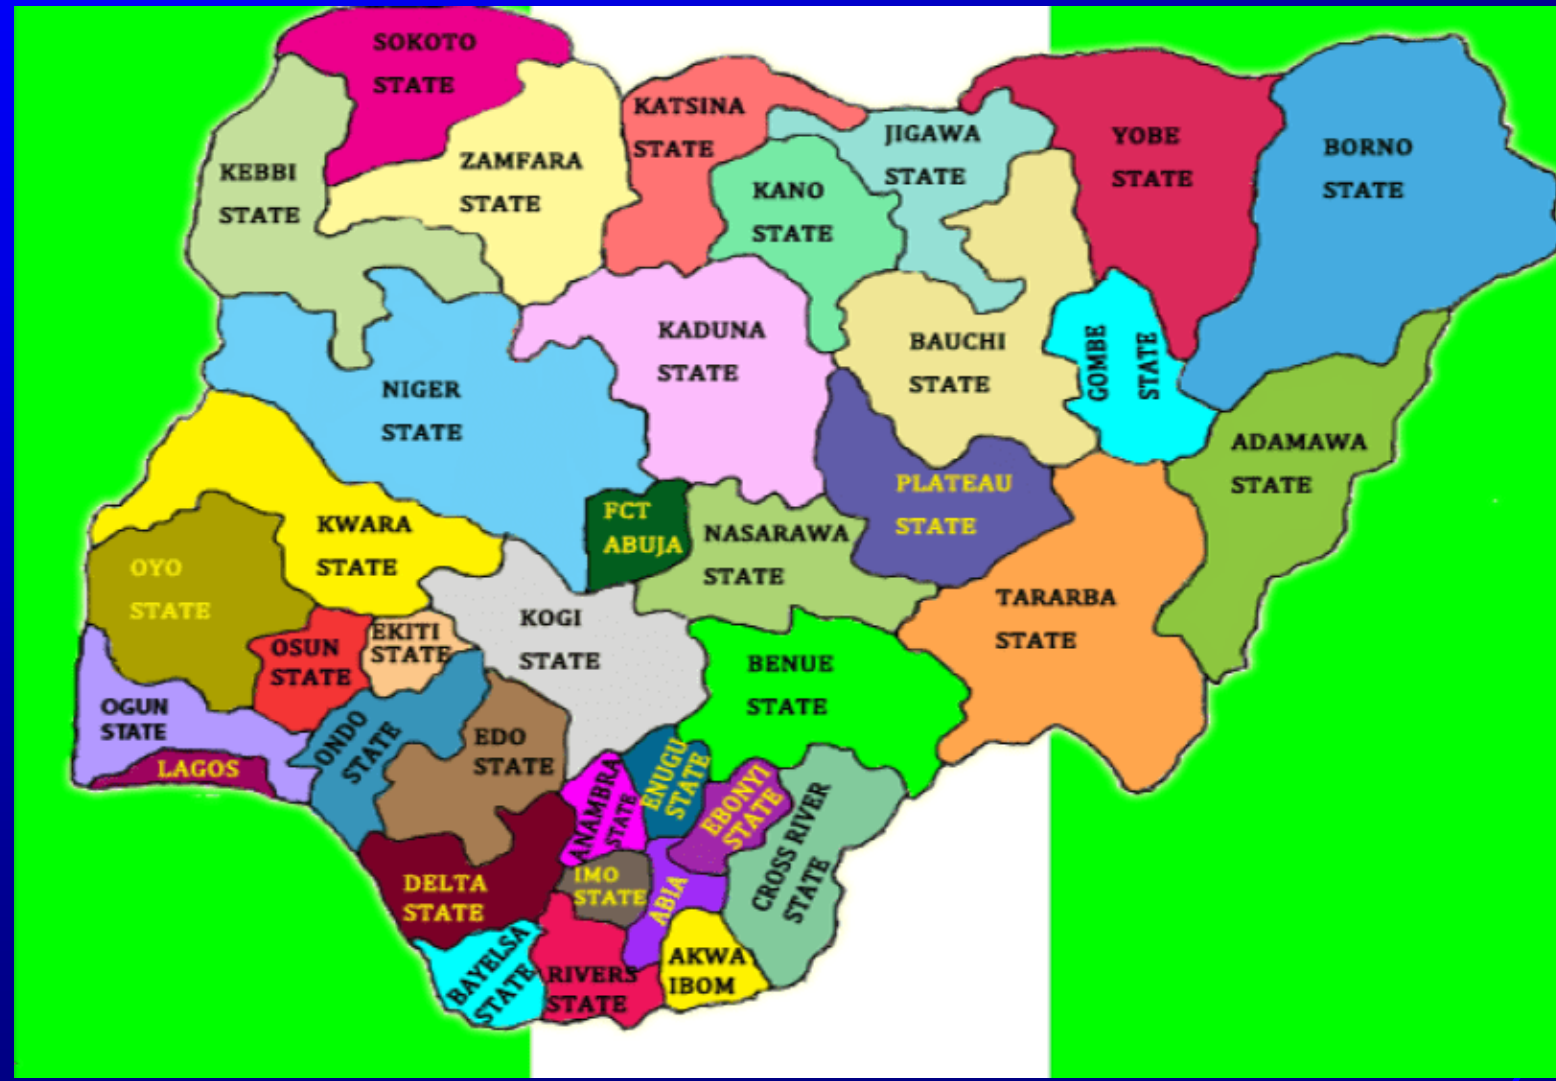 SOKOTO
STATE
KEBBI
STATE
ZAMFARA
STATE
KATSINA
STATE
KANO
STATE
JIGAWA
STATE
YOBE
STATE
BORNO
STATE
NIGER
STATE
KADUNA
STATE
BAUCHI
STATE
GOMBE
STATE
ADAMAWA
STATE
PLATEAU
STATE
KWARA
STATE
FCT
ABUJA
NASARAWA
STATE
OYO
STATE
TARARBA
STATE
KOGI
STATE
OSUN
STATE
EKITI
STATE
BENUE
STATE
OGUN
STATE
LAGOS
ONDO
STATE
EDO
STATE
ENUGU
STATE
ANAMBRA
STATE
EBONYI
STATE
CROSS RIVER
STATE
DELTA
STATE
IMO
STATE
ABIA
BAYELSA
STATE
RIVERS
STATE
AKWA
IBOM